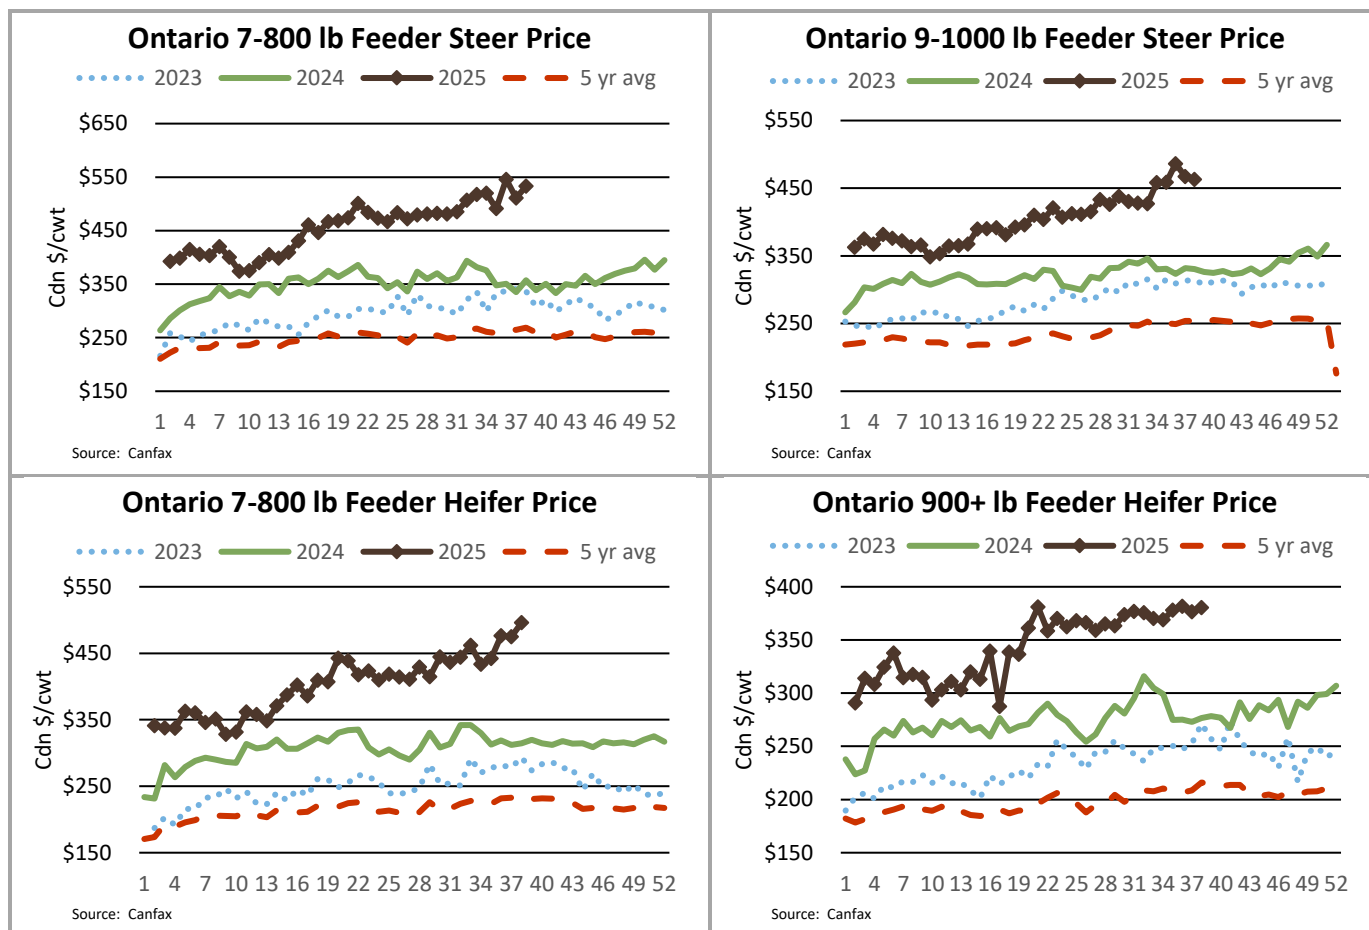 Ontario 7-800 lb Feeder Steer Price
2023 2024 2025 5 yr avg
$650
$550
$450
$350
$250
$150
Cdn $/cwt
1 4 7 10 13 16 19 22 25 28 31 34 37 40 43 46 49 52
Source: Canfax
Ontario 9-1000 lb Feeder Steer Price
2023 2024 2025 5 yr avg
$550
$450
$350
$250
$150
Cdn $/cwt
1 4 7 10 13 16 19 22 25 28 31 34 37 40 43 46 49 52
Source: Canfax
Ontario 7-800 lb Feeder Heifer Price
2023 2024 2025 5 yr avg
$550
$450
$350
$250
$150
Cdn $/cwt
1 4 7 10 13 16 19 22 25 28 31 34 37 40 43 46 49 52
Source: Canfax
Ontario 900+ lb Feeder Heifer Price
2023 2024 2025 5 yr avg
$400
$350
$300
$250
$200
$150
Cdn $/cwt
1 4 7 10 13 16 19 22 25 28 31 34 37 40 43 46 49 52
Source: Canfax